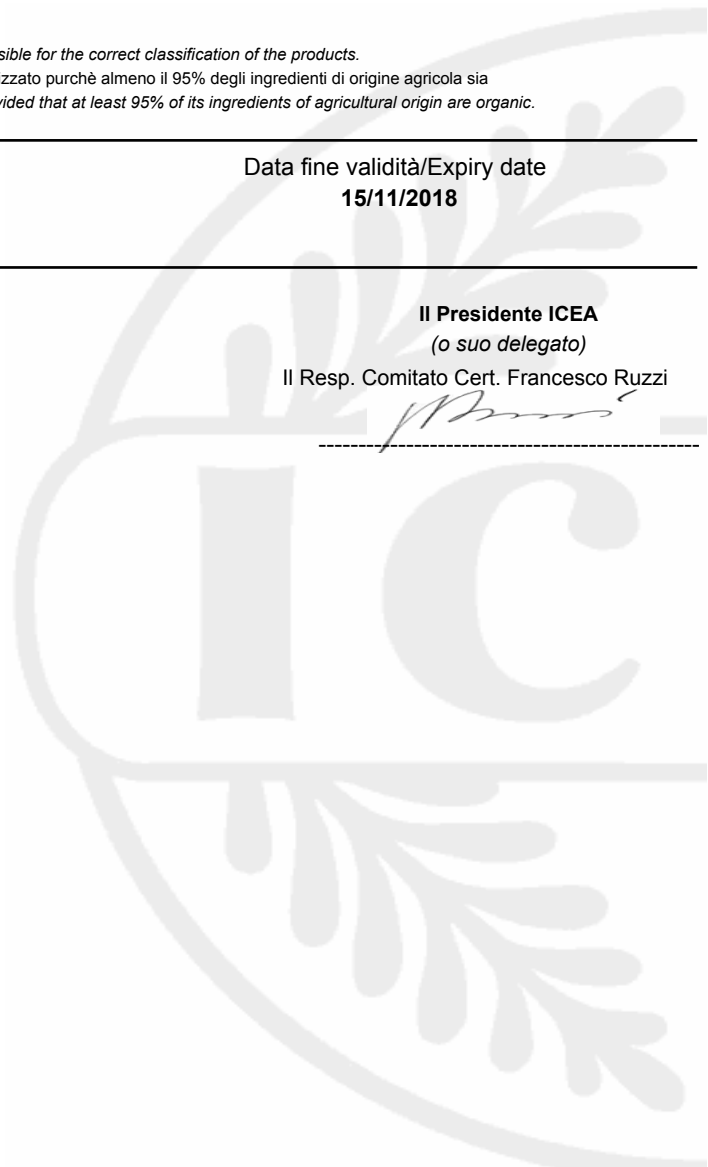 sible for the correct classification of the products.
izzato purchè almeno il 95% degli ingredienti di origine agricola sia
vided that at least 95% of its ingredients of agricultural origin are organic.
Data fine validità/Expiry date
15/11/2018
Il Presidente ICEA
(o suo delegato)
Il Resp. Comitato Cert. Francesco Ruzzi
IC